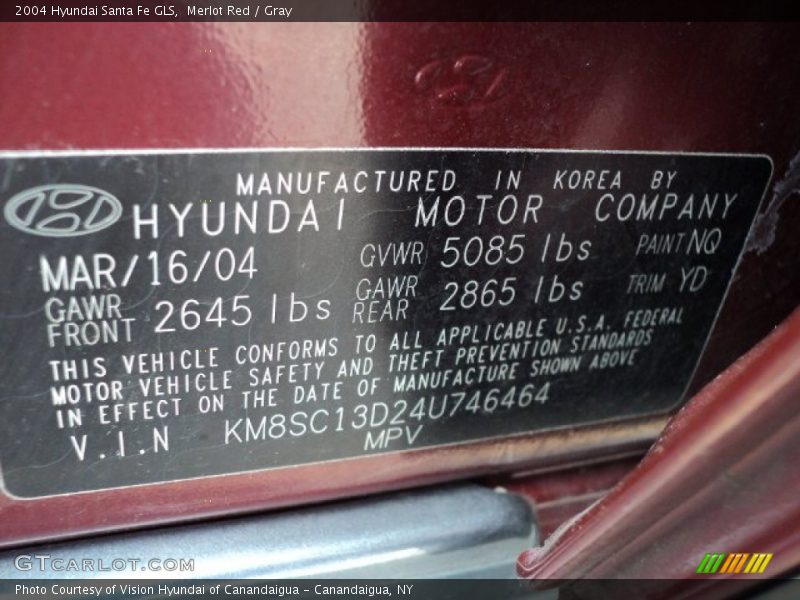 2004 Hyundai Santa Fe GLS, Merlot Red / Gray
MANUFACTURED IN KOREA BY
HYUNDAI MOTOR COMPANY
MAR/16/04 GVWR 5085 lbs PAINT NQ
GAWR FRONT 2645 lbs GAWR REAR 2865 lbs TRIM YD
THIS VEHICLE CONFORMS TO ALL APPLICABLE U.S.A. FEDERAL
MOTOR VEHICLE SAFETY AND THEFT PREVENTION STANDARDS
IN EFFECT ON THE DATE OF MANUFACTURE SHOWN ABOVE
V.I.N KM8SC13D24U746464
MPV
GTCARLOT.COM
Photo Courtesy of Vision Hyundai of Canandaigua - Canandaigua, NY